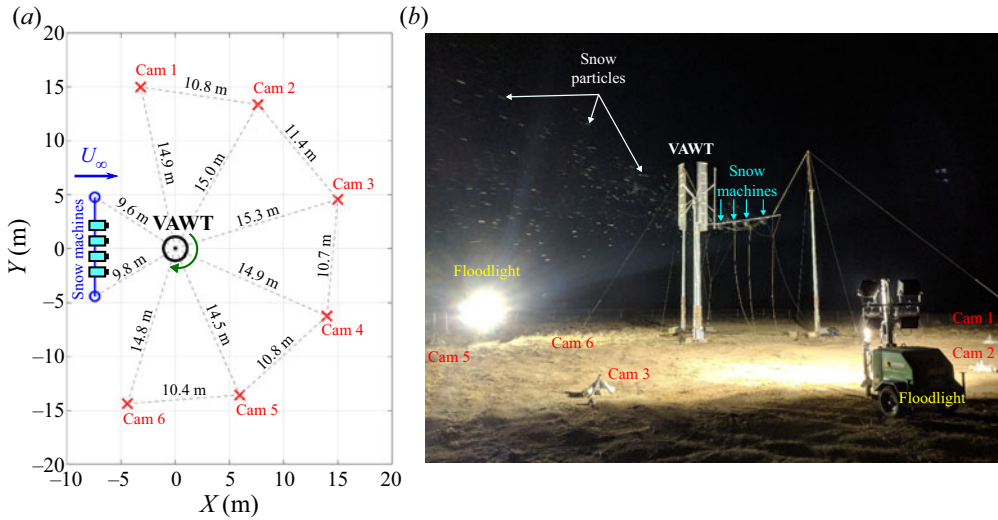 (a)
20
15
10
5
0
–5
–10
–15
–20
–10
–5
0
5
10
15
20
X (m)
Y (m)
U∞
Snow machines
VAWT
Cam 1
Cam 2
Cam 3
Cam 4
Cam 5
Cam 6
10.8 m
11.4 m
10.7 m
10.8 m
10.4 m
14.9 m
15.0 m
15.3 m
14.9 m
14.5 m
14.8 m
9.6 m
9.8 m
(b)
Snow
particles
VAWT
Snow
machines
Floodlight
Cam 5
Cam 6
Cam 3
Cam 1
Cam 2
Floodlight